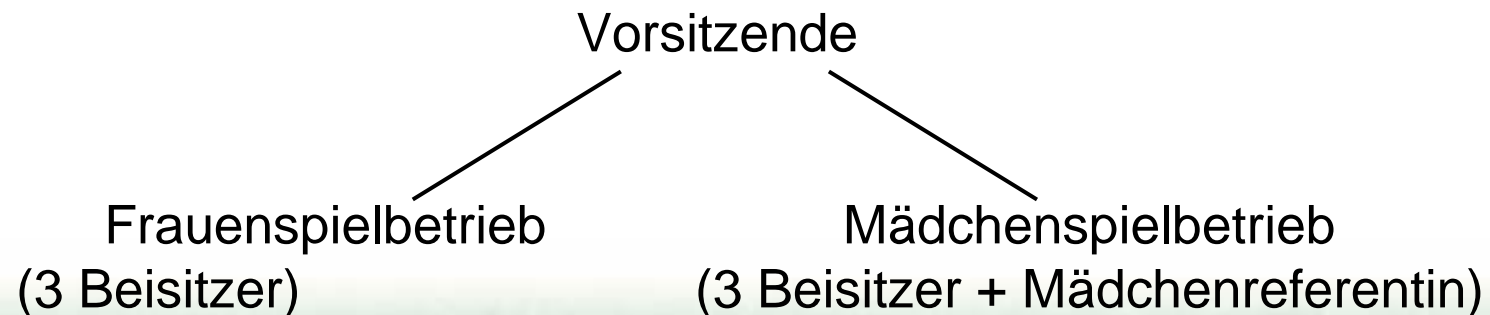 Vorsitzende
Frauenspielbetrieb Mädchenspielbetrieb
(3 Beisitzer) (3 Beisitzer + Mädchenreferentin)